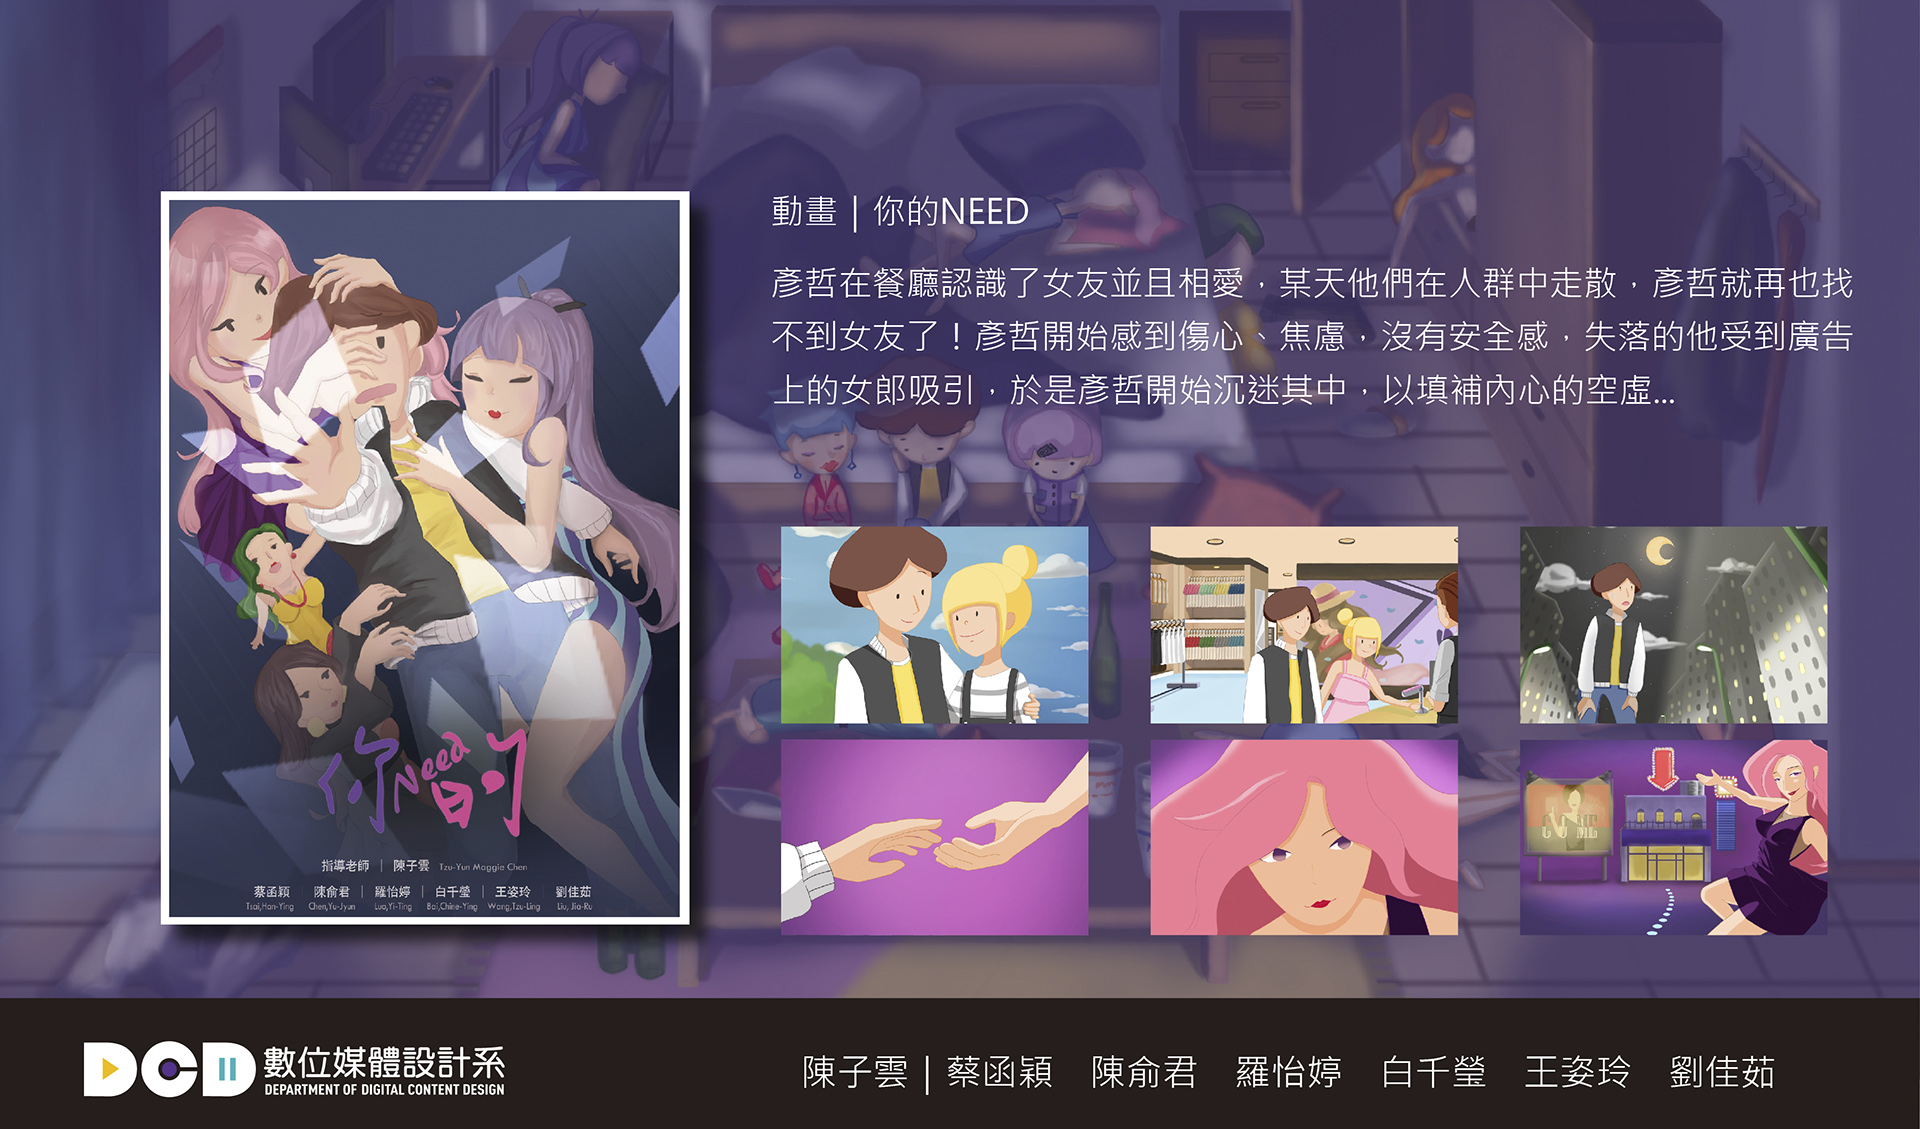 動畫 | 你的NEED
彥哲在餐廳認識了女友並且相愛，某天他們在人群中走散，彥哲就再也找
不到女友了！彥哲開始感到傷心、焦慮，沒有安全感，失落的他受到廣告
上的女郎吸引，於是彥哲開始沉迷其中，以填補內心的空虛...
你Need的
指導老師 | 陳子雲 Tzu-Yun Maggie Chen
蔡函穎 陳俞君 | 羅怡婷 | 白千瑩 | 王姿玲 劉佳茹
Tsai,Han-Ying Chen,Yu-Jyun Luo,Yi-Ting Bai,Chine-Ying Wang,Tzu-Ling Liu, Jia-Ru
COME
DCD 數位媒體設計系
DEPARTMENT OF DIGITAL CONTENT DESIGN
陳子雲 | 蔡函穎 陳俞君 羅怡婷 白千瑩 王姿玲 劉佳茹